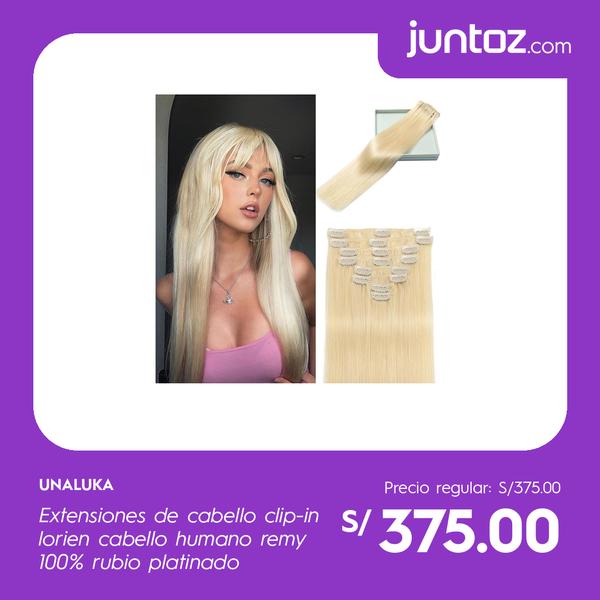 juntoz.com
UNALUKA
Extensiones de cabello clip-in
lorien cabello humano remy
100% rubio platinado
Precio regular: S/375.00
S/ 375.00